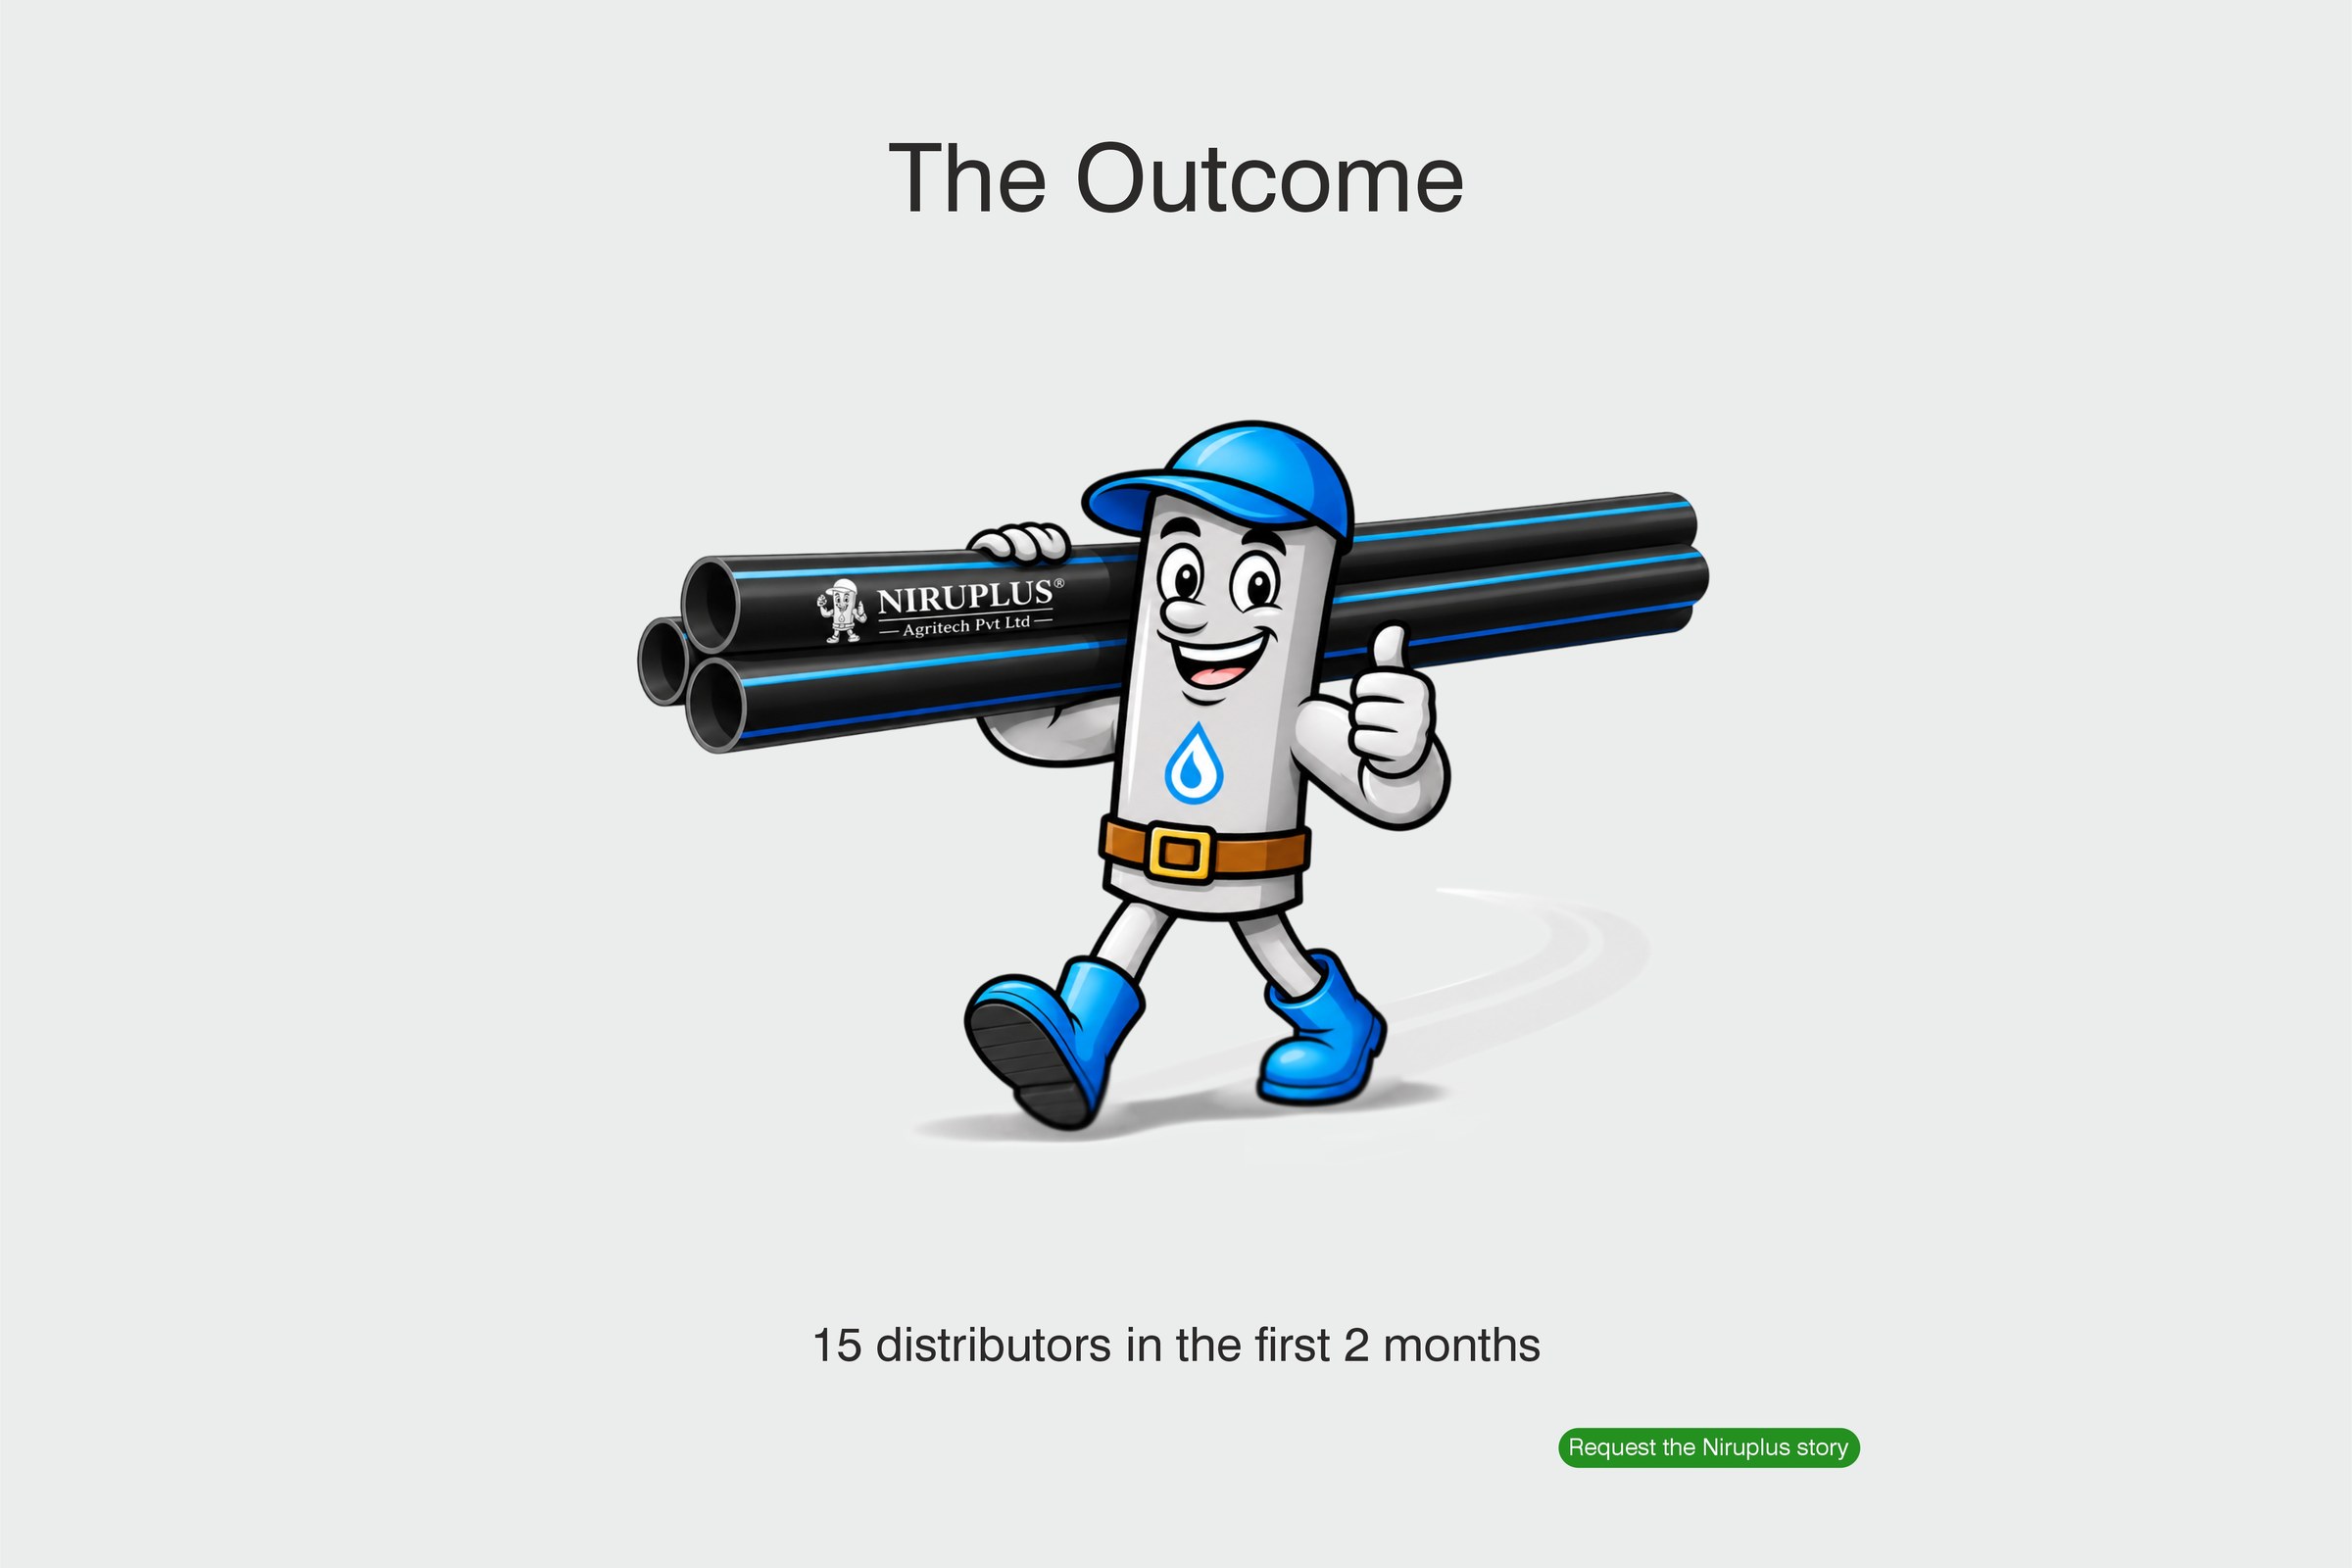 The Outcome
NIRUPLUS®
Agritech Pvt Ltd
15 distributors in the first 2 months
Request the Niruplus story